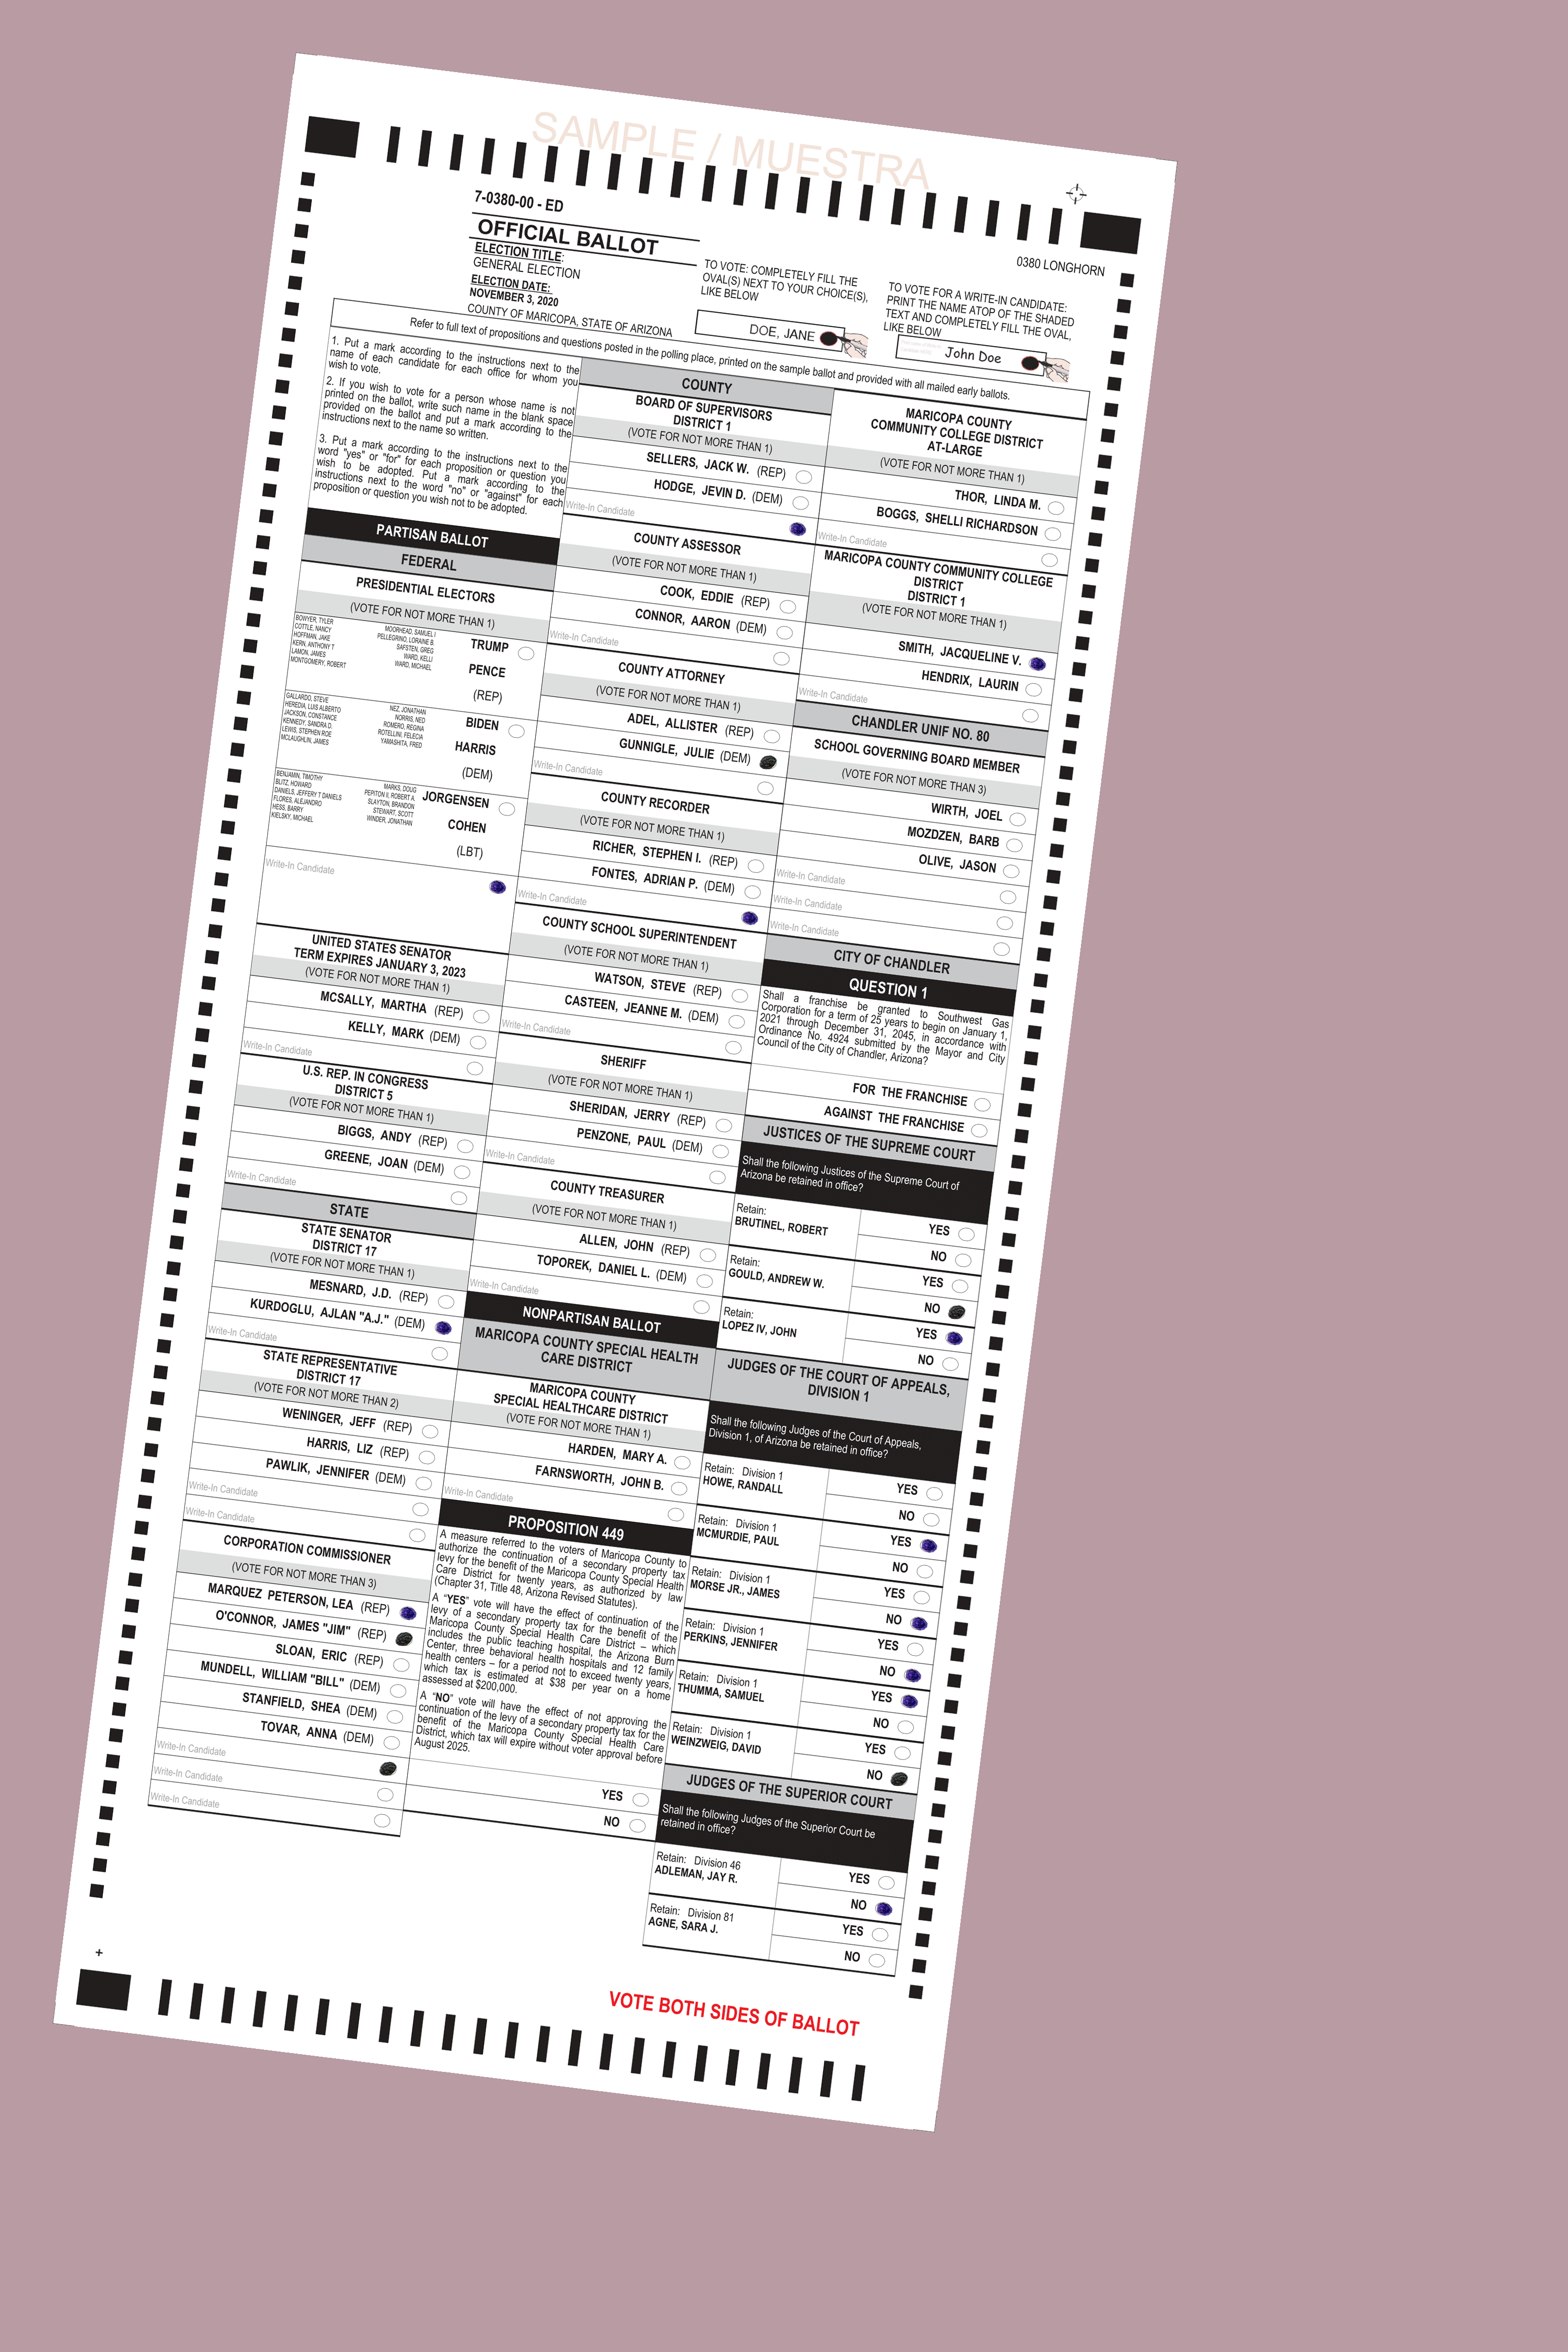 SAMPLE / MUESTRA
7-0380-00 - ED
OFFICIAL BALLOT
ELECTION TITLE:
GENERAL ELECTION
ELECTION DATE:
NOVEMBER 3, 2020
COUNTY OF MARICOPA, STATE OF ARIZONA
TO VOTE: COMPLETELY FILL THE
OVAL(S) NEXT TO YOUR CHOICE(S),
LIKE BELOW
DOE, JANE
0380 LONGHORN
TO VOTE FOR A WRITE-IN CANDIDATE:
PRINT THE NAME ATOP OF THE SHADED
TEXT AND COMPLETELY FILL THE OVAL,
LIKE BELOW
John Doe
Refer to full text of propositions and questions posted in the polling place, printed on the sample ballot and provided with all mailed early ballots.
1. Put a mark according to the instructions next to the
name of each candidate for each office for whom you
wish to vote.
2. If you wish to vote for a person whose name is not
printed on the ballot, write such name in the blank space
provided on the ballot and put a mark according to the
instructions next to the name so written.
3. Put a mark according to the instructions next to the
word "yes" or "for" for each proposition or question you
wish to be adopted. Put a mark according to the
instructions next to the word "no" or "against" for each
proposition or question you wish not to be adopted.
PARTISAN BALLOT
FEDERAL
PRESIDENTIAL ELECTORS
(VOTE FOR NOT MORE THAN 1)
BOWYER, TYLER
COTTLE, NANCY
HOFFMAN, JAKE
KERN, ANTHONY T
LAMON, JAMES
MONTGOMERY, ROBERT
MOORHEAD, SAMUEL I
PELLEGRINO, LORAINE B.
SAFSTEN, GREG
WARD, KELLI
WARD, MICHAEL
TRUMP
PENCE
(REP)
GALLARDO, STEVE
HEREDIA, LUIS ALBERTO
JACKSON, CONSTANCE
KENNEDY, SANDRA D.
LEWIS, STEPHEN ROE
MCLAUGHLIN, JAMES
NEZ, JONATHAN
NORRIS, NED
ROMERO, REGINA
ROTELLINI, FELECIA
YAMASHITA, FRED
BIDEN
HARRIS
(DEM)
BENJAMIN, TIMOTHY
BLITZ, HOWARD
DANIELS, JEFFERY T DANIELS
FLORES, ALEJANDRO
HESS, BARRY
KIELSKY, MICHAEL
MARKS, DOUG
PEPITON II, ROBERT A.
SLAYTON, BRANDON
STEWART, SCOTT
WINDER, JONATHAN
JORGENSEN
COHEN
(LBT)
Write-In Candidate
UNITED STATES SENATOR
TERM EXPIRES JANUARY 3, 2023
(VOTE FOR NOT MORE THAN 1)
MCSALLY, MARTHA (REP)
KELLY, MARK (DEM)
Write-In Candidate
U.S. REP. IN CONGRESS
DISTRICT 5
(VOTE FOR NOT MORE THAN 1)
BIGGS, ANDY (REP)
GREENE, JOAN (DEM)
Write-In Candidate
STATE
STATE SENATOR
DISTRICT 17
(VOTE FOR NOT MORE THAN 1)
MESNARD, J.D. (REP)
KURDOGLU, AJLAN "A.J." (DEM)
Write-In Candidate
STATE REPRESENTATIVE
DISTRICT 17
(VOTE FOR NOT MORE THAN 2)
WENINGER, JEFF (REP)
HARRIS, LIZ (REP)
PAWLIK, JENNIFER (DEM)
Write-In Candidate
Write-In Candidate
CORPORATION COMMISSIONER
(VOTE FOR NOT MORE THAN 3)
MARQUEZ PETERSON, LEA (REP)
O'CONNOR, JAMES "JIM" (REP)
SLOAN, ERIC (REP)
MUNDELL, WILLIAM "BILL" (DEM)
STANFIELD, SHEA (DEM)
TOVAR, ANNA (DEM)
Write-In Candidate
Write-In Candidate
Write-In Candidate
COUNTY
BOARD OF SUPERVISORS
DISTRICT 1
(VOTE FOR NOT MORE THAN 1)
SELLERS, JACK W. (REP)
HODGE, JEVIN D. (DEM)
Write-In Candidate
COUNTY ASSESSOR
(VOTE FOR NOT MORE THAN 1)
COOK, EDDIE (REP)
CONNOR, AARON (DEM)
Write-In Candidate
COUNTY ATTORNEY
(VOTE FOR NOT MORE THAN 1)
ADEL, ALLISTER (REP)
GUNNIGLE, JULIE (DEM)
Write-In Candidate
COUNTY RECORDER
(VOTE FOR NOT MORE THAN 1)
RICHER, STEPHEN I. (REP)
FONTES, ADRIAN P. (DEM)
Write-In Candidate
COUNTY SCHOOL SUPERINTENDENT
(VOTE FOR NOT MORE THAN 1)
WATSON, STEVE (REP)
CASTEEN, JEANNE M. (DEM)
Write-In Candidate
SHERIFF
(VOTE FOR NOT MORE THAN 1)
SHERIDAN, JERRY (REP)
PENZONE, PAUL (DEM)
Write-In Candidate
COUNTY TREASURER
(VOTE FOR NOT MORE THAN 1)
ALLEN, JOHN (REP)
TOPOREK, DANIEL L. (DEM)
Write-In Candidate
NONPARTISAN BALLOT
MARICOPA COUNTY SPECIAL HEALTH
CARE DISTRICT
MARICOPA COUNTY
SPECIAL HEALTHCARE DISTRICT
(VOTE FOR NOT MORE THAN 1)
HARDEN, MARY A.
FARNSWORTH, JOHN B.
Write-In Candidate
PROPOSITION 449
A measure referred to the voters of Maricopa County to
authorize the continuation of a secondary property tax
levy for the benefit of the Maricopa County Special Health
Care District for twenty years, as authorized by law
(Chapter 31, Title 48, Arizona Revised Statutes).
A "YES" vote will have the effect of continuation of the
levy of a secondary property tax for the benefit of the
Maricopa County Special Health Care District – which
includes the public teaching hospital, the Arizona Burn
Center, three behavioral health hospitals and 12 family
health centers – for a period not to exceed twenty years,
which tax is estimated at $38 per year on a home
assessed at $200,000.
A "NO" vote will have the effect of not approving the
continuation of the levy of a secondary property tax for the
benefit of the Maricopa County Special Health Care
District, which tax will expire without voter approval before
August 2025.
YES
NO
MARICOPA COUNTY
COMMUNITY COLLEGE DISTRICT
AT-LARGE
(VOTE FOR NOT MORE THAN 1)
THOR, LINDA M.
BOGGS, SHELLI RICHARDSON
Write-In Candidate
MARICOPA COUNTY COMMUNITY COLLEGE
DISTRICT
DISTRICT 1
(VOTE FOR NOT MORE THAN 1)
SMITH, JACQUELINE V.
HENDRIX, LAURIN
Write-In Candidate
CHANDLER UNIF NO. 80
SCHOOL GOVERNING BOARD MEMBER
(VOTE FOR NOT MORE THAN 3)
WIRTH, JOEL
MOZDZEN, BARB
OLIVE, JASON
Write-In Candidate
Write-In Candidate
Write-In Candidate
CITY OF CHANDLER
QUESTION 1
Shall a franchise be granted to Southwest Gas
Corporation for a term of 25 years to begin on January 1,
2021 through December 31, 2045, in accordance with
Ordinance No. 4924 submitted by the Mayor and City
Council of the City of Chandler, Arizona?
FOR THE FRANCHISE
AGAINST THE FRANCHISE
JUSTICES OF THE SUPREME COURT
Shall the following Justices of the Supreme Court of
Arizona be retained in office?
Retain:
BRUTINEL, ROBERT
YES
NO
Retain:
GOULD, ANDREW W.
YES
NO
Retain:
LOPEZ IV, JOHN
YES
NO
JUDGES OF THE COURT OF APPEALS,
DIVISION 1
Shall the following Judges of the Court of Appeals,
Division 1, of Arizona be retained in office?
Retain: Division 1
HOWE, RANDALL
YES
NO
Retain: Division 1
MCMURDIE, PAUL
YES
NO
Retain: Division 1
MORSE JR., JAMES
YES
NO
Retain: Division 1
PERKINS, JENNIFER
YES
NO
Retain: Division 1
THUMMA, SAMUEL
YES
NO
Retain: Division 1
WEINZWEIG, DAVID
YES
NO
JUDGES OF THE SUPERIOR COURT
Shall the following Judges of the Superior Court be
retained in office?
Retain: Division 46
ADLEMAN, JAY R.
YES
NO
Retain: Division 81
AGNE, SARA J.
YES
NO
VOTE BOTH SIDES OF BALLOT